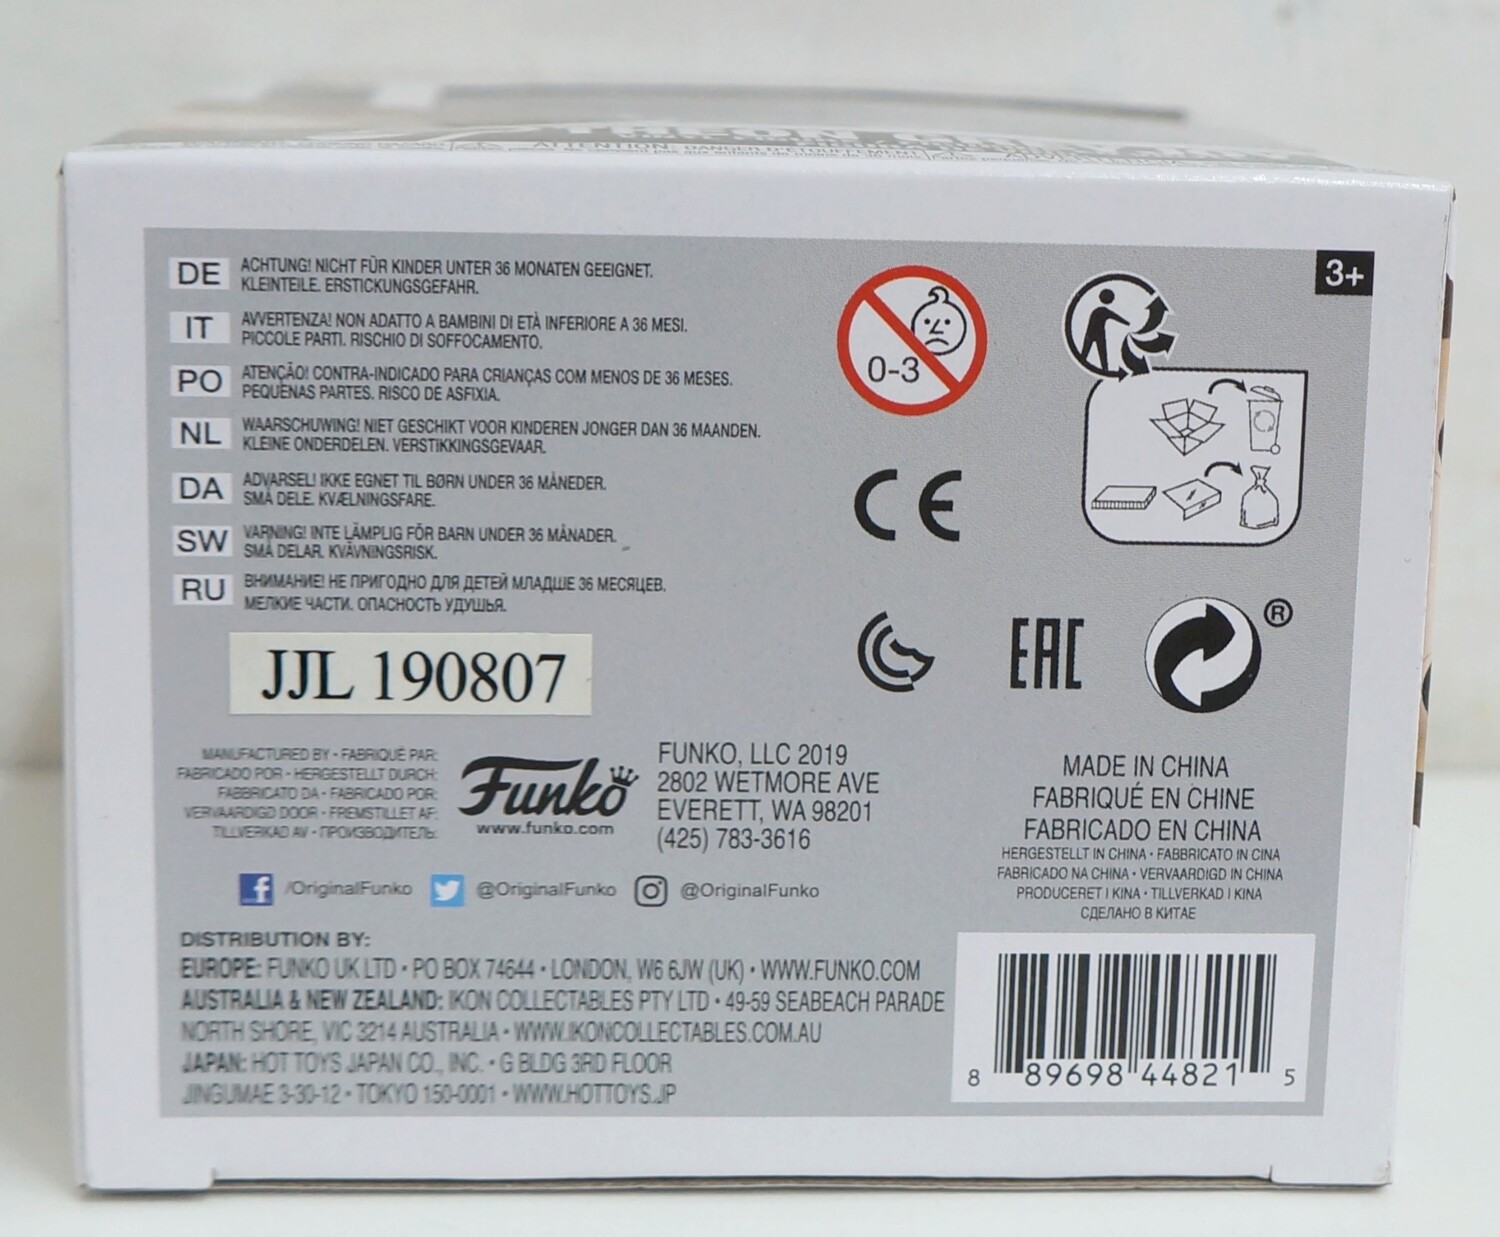 THEON GREYJOY
ATTENTION: DANGER D'ÉTOUFFEMENT
3+
DE ACHTUNG! NICHT FÜR KINDER UNTER 36 MONATEN GEEIGNET.
KLEINTEILE. ERSTICKUNGSGEFAHR.
IT AVVERTENZA! NON ADATTO A BAMBINI DI ETÀ INFERIORE A 36 MESI.
PICCOLE PARTI. RISCHIO DI SOFFOCAMENTO.
PO ATENÇÃO! CONTRA-INDICADO PARA CRIANÇAS COM MENOS DE 36 MESES.
PEQUENAS PARTES. RISCO DE ASFIXIA.
NL WAARSCHUWING! NIET GESCHIKT VOOR KINDEREN JONGER DAN 36 MAANDEN.
KLEINE ONDERDELEN. VERSTIKKINGSGEVAAR.
DA ADVARSEL! IKKE EGNET TIL BØRN UNDER 36 MÅNEDER.
SMÅ DELE. KVÆLNINGSFARE.
SW VARNING! INTE LÄMPLIG FÖR BARN UNDER 36 MÅNADER.
SMÅ DELAR. KVÄVNINGSRISK.
RU ВНИМАНИЕ! НЕ ПРИГОДНО ДЛЯ ДЕТЕЙ МЛАДШЕ 36 МЕСЯЦЕВ.
МЕЛКИЕ ЧАСТИ. ОПАСНОСТЬ УДУШЬЯ.
0-3
CE
EAC
®
JJL 190807
MANUFACTURED BY • FABRIQUÉ PAR:
FABRICADO POR • HERGESTELLT DURCH:
FABBRICATO DA • FABRICADO POR:
VERVAARDIGD DOOR • FREMSTILLET AF:
TILLVERKAD AV • ПРОИЗВОДИТЕЛЬ:
Funko
www.funko.com
FUNKO, LLC 2019
2802 WETMORE AVE
EVERETT, WA 98201
(425) 783-3616
MADE IN CHINA
FABRIQUÉ EN CHINE
FABRICADO EN CHINA
HERGESTELLT IN CHINA • FABBRICATO IN CINA
FABRICADO NA CHINA • VERVAARDIGD IN CHINA
PRODUCERET I KINA • TILLVERKAD I KINA
СДЕЛАНО В КИТАЕ
f /OriginalFunko @OriginalFunko @OriginalFunko
DISTRIBUTION BY:
EUROPE: FUNKO UK LTD • PO BOX 74644 • LONDON, W6 6JW (UK) • WWW.FUNKO.COM
AUSTRALIA & NEW ZEALAND: IKON COLLECTABLES PTY LTD • 49-59 SEABEACH PARADE
NORTH SHORE, VIC 3214 AUSTRALIA • WWW.IKONCOLLECTABLES.COM.AU
JAPAN: HOT TOYS JAPAN CO., INC. • G BLDG 3RD FLOOR
JINGUMAE 3-30-12 • TOKYO 150-0001 • WWW.HOTTOYS.JP
8 89698 44821 5